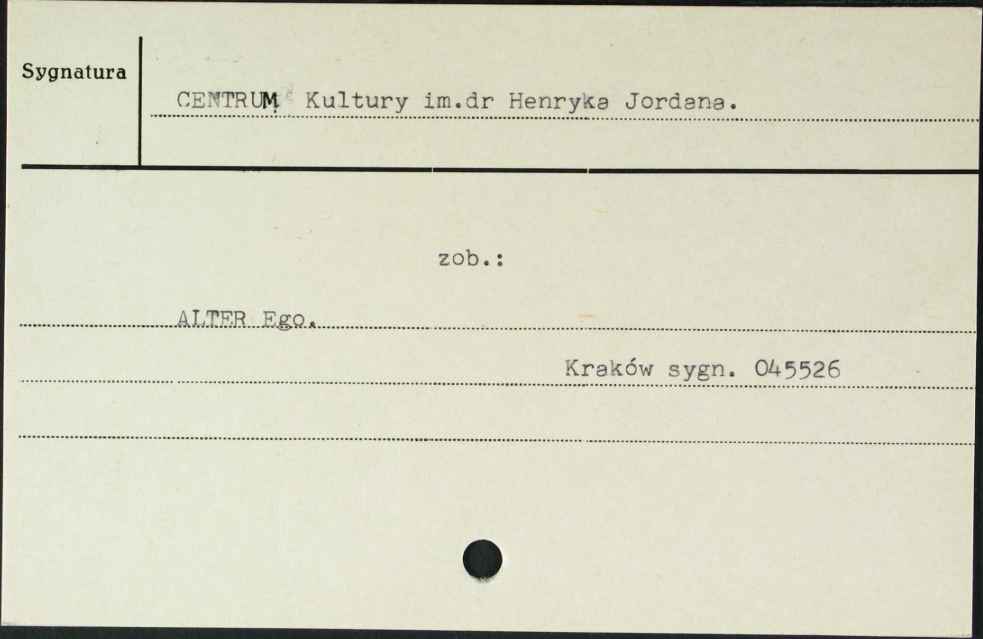 Sygnatura
CENTRUM Kultury im.dr Henryka Jordana.
zob.:
ALTER Ego.
Kraków sygn. 045526